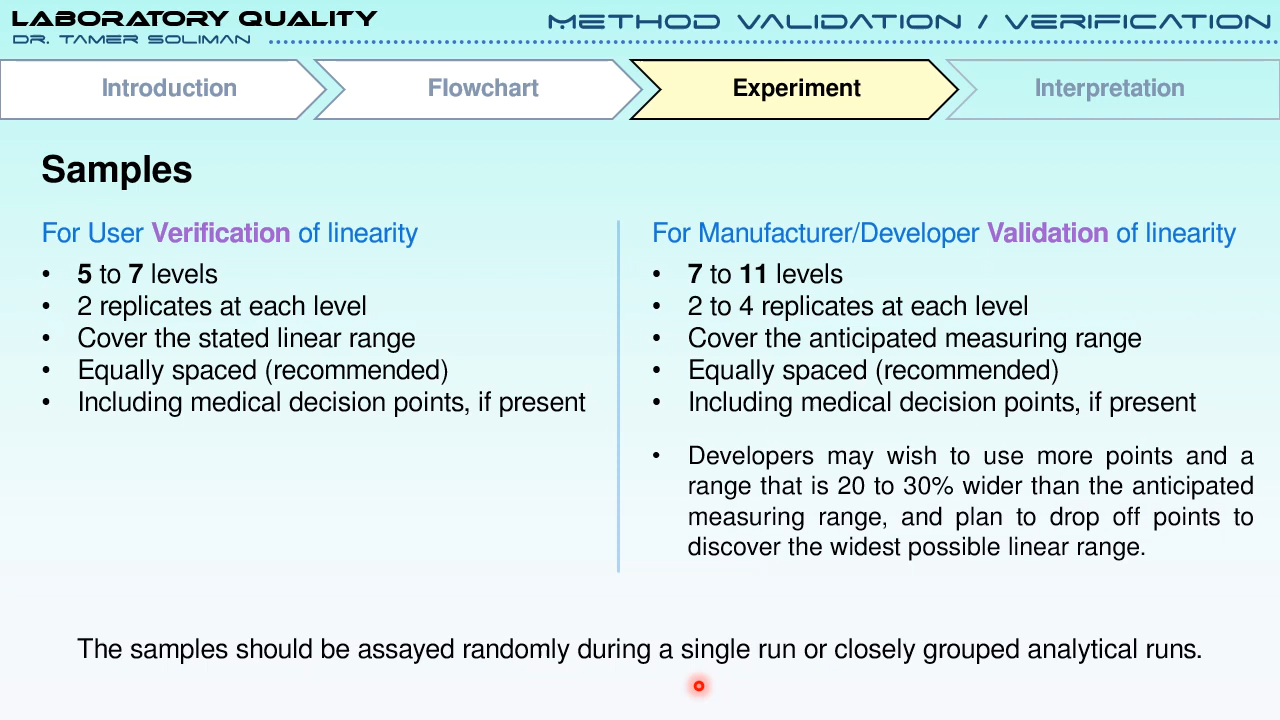 LABORATORY QUALITY
DR. TAMER SOLIMAN
METHOD VALIDATION / VERIFICATION
Introduction
Flowchart
Experiment
Interpretation
Samples
For User Verification of linearity
• 5 to 7 levels
• 2 replicates at each level
• Cover the stated linear range
• Equally spaced (recommended)
• Including medical decision points, if present
For Manufacturer/Developer Validation of linearity
• 7 to 11 levels
• 2 to 4 replicates at each level
• Cover the anticipated measuring range
• Equally spaced (recommended)
• Including medical decision points, if present
• Developers may wish to use more points and a
range that is 20 to 30% wider than the anticipated
measuring range, and plan to drop off points to
discover the widest possible linear range.
The samples should be assayed randomly during a single run or closely grouped analytical runs.